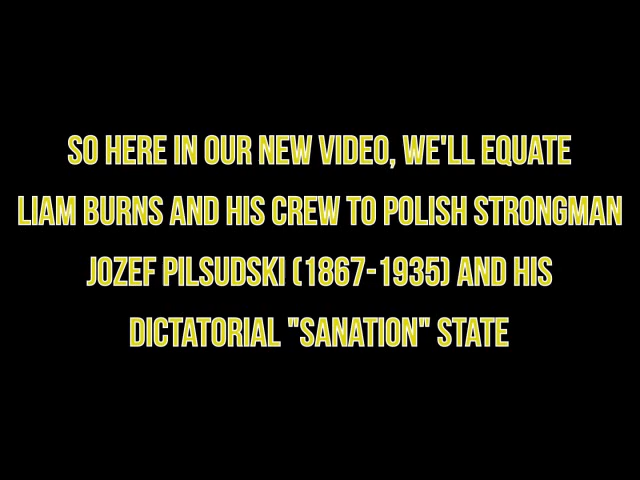 SO HERE IN OUR NEW VIDEO, WE'LL EQUATE
LIAM BURNS AND HIS CREW TO POLISH STRONGMAN
JOZEF PILSUDSKI (1867-1935) AND HIS
DICTATORIAL "SANATION" STATE